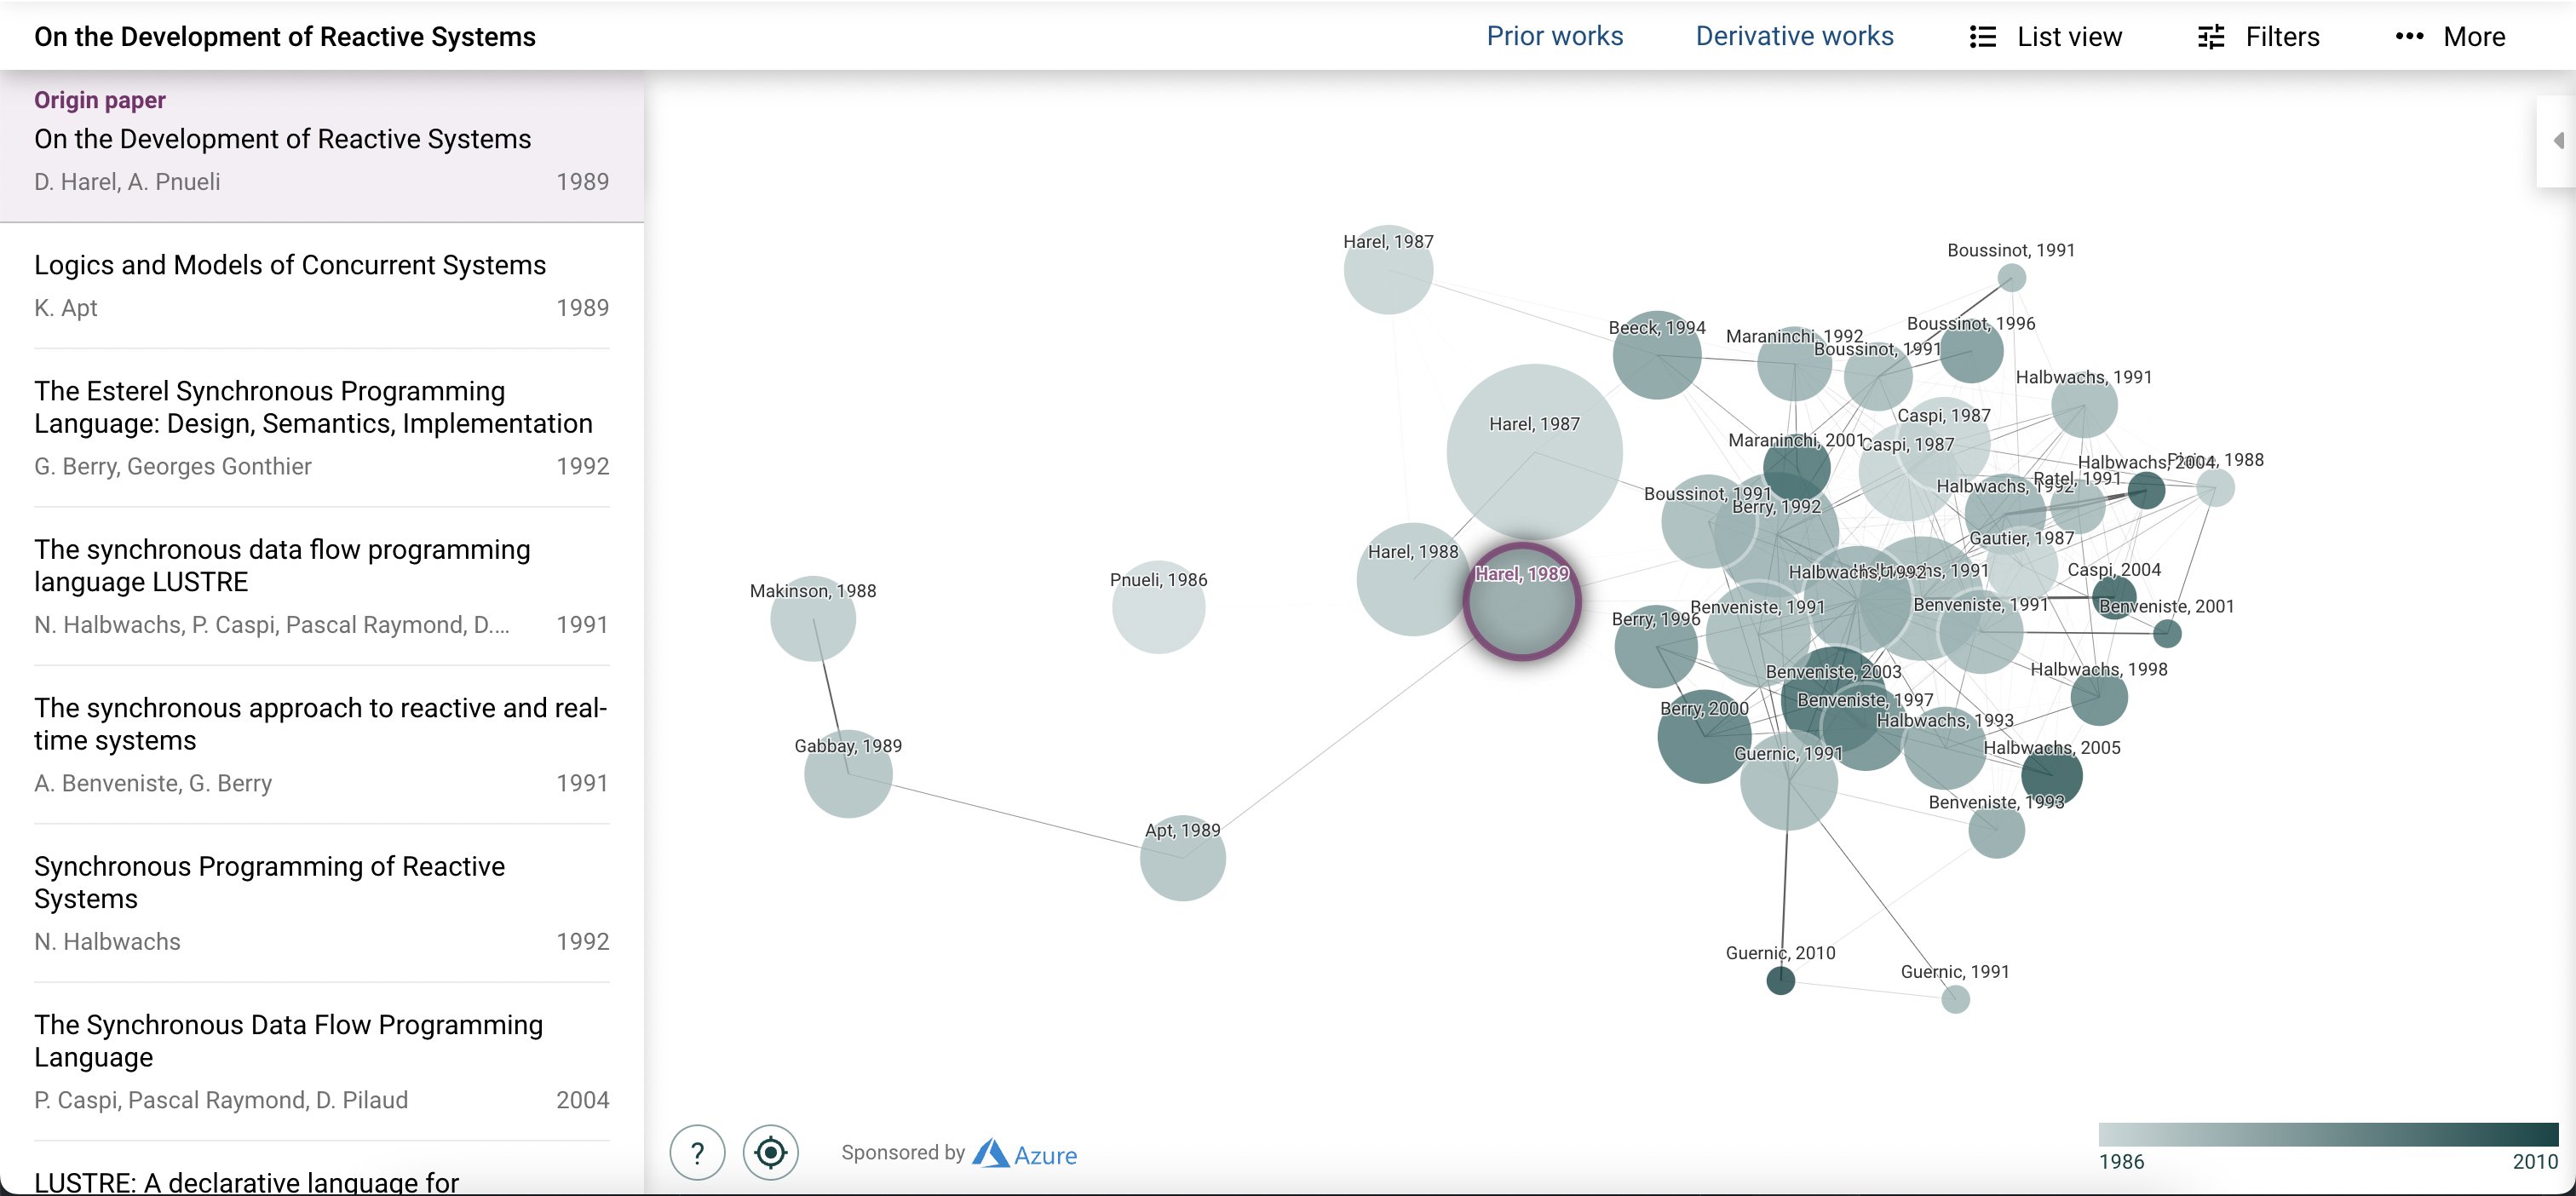 On the Development of Reactive Systems
Prior works
Derivative works
List view
Filters
More
Origin paper
On the Development of Reactive Systems
D. Harel, A. Pnueli 1989
Logics and Models of Concurrent Systems
K. Apt 1989
The Esterel Synchronous Programming
Language: Design, Semantics, Implementation
G. Berry, Georges Gonthier 1992
The synchronous data flow programming
language LUSTRE
N. Halbwachs, P. Caspi, Pascal Raymond, D.... 1991
The synchronous approach to reactive and real-
time systems
A. Benveniste, G. Berry 1991
Synchronous Programming of Reactive
Systems
N. Halbwachs 1992
The Synchronous Data Flow Programming
Language
P. Caspi, Pascal Raymond, D. Pilaud 2004
LUSTRE: A declarative language for
Harel, 1987
Boussinot, 1991
Beeck, 1994
Maraninchi, 1992
Boussinot, 1996
Boussinot, 1991
Halbwachs, 1991
Caspi, 1987
Harel, 1987
Maraninchi, 2001
Caspi, 1987
Halbwachs, 2004
1988
Ratel, 1991
Halbwachs, 1992
Boussinot, 1991
Berry, 1992
Gautier, 1987
Harel, 1988
Harel, 1989
Halbwachs, 1992
1991
Caspi, 2004
Pnueli, 1986
Makinson, 1988
Benveniste, 1991
Benveniste, 1991
Benveniste, 2001
Berry, 1996
Benveniste, 2003
Halbwachs, 1998
Benveniste, 1997
Berry, 2000
Halbwachs, 1993
Gabbay, 1989
Guernic, 1991
Halbwachs, 2005
Benveniste, 1993
Apt, 1989
Guernic, 2010
Guernic, 1991
?
Sponsored by Azure
1986 2010